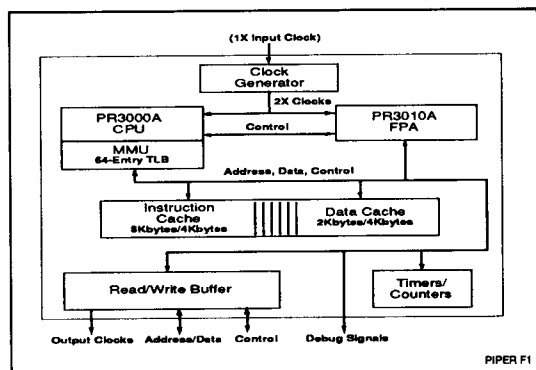 (1X Input Clock)
Clock
Generator
2X Clocks
PR3000A
CPU
Control
PR3010A
FPA
MMU
64-Entry TLB
Address, Data, Control
Instruction
Cache
8Kbytes/4Kbytes
Data Cache
2Kbytes/4Kbytes
Read/Write Buffer
Timers/
Counters
Output Clocks
Address/Data
Control
Debug Signals
PIPER F1